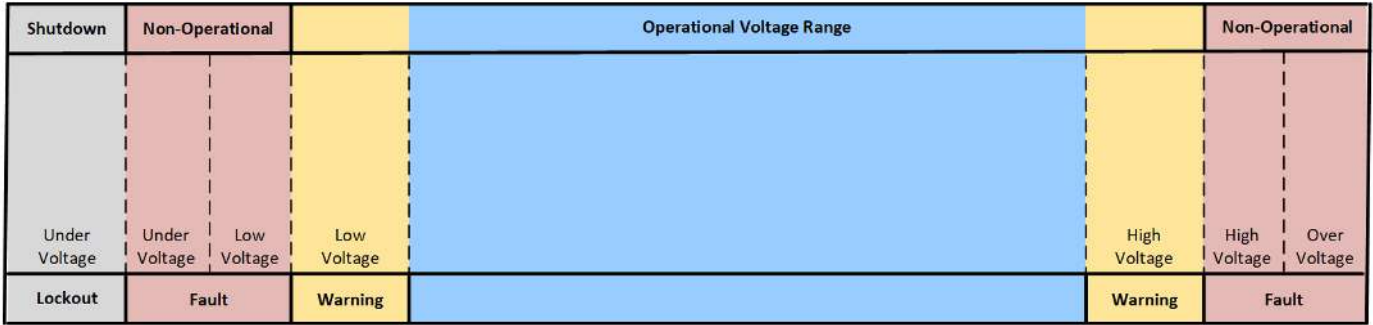 Shutdown Non-Operational Operational Voltage Range Non-Operational
Under Under Low Low High High Over
Voltage Voltage Voltage Voltage Voltage Voltage Voltage
Lockout Fault Warning Warning Fault